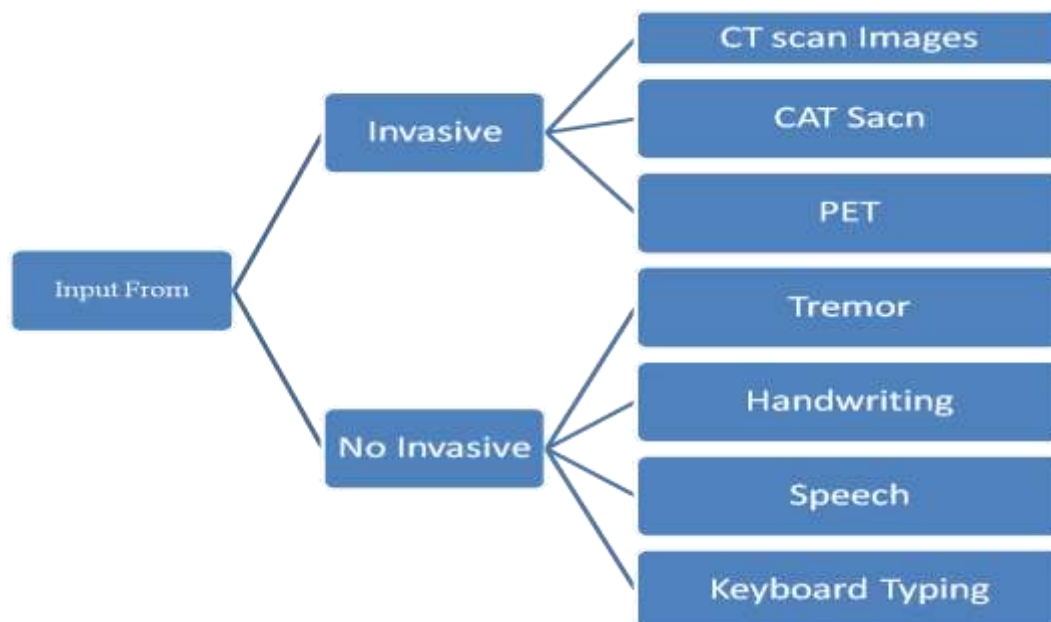 Input From
Invasive
CT scan Images
CAT Sacn
PET
No Invasive
Tremor
Handwriting
Speech
Keyboard Typing